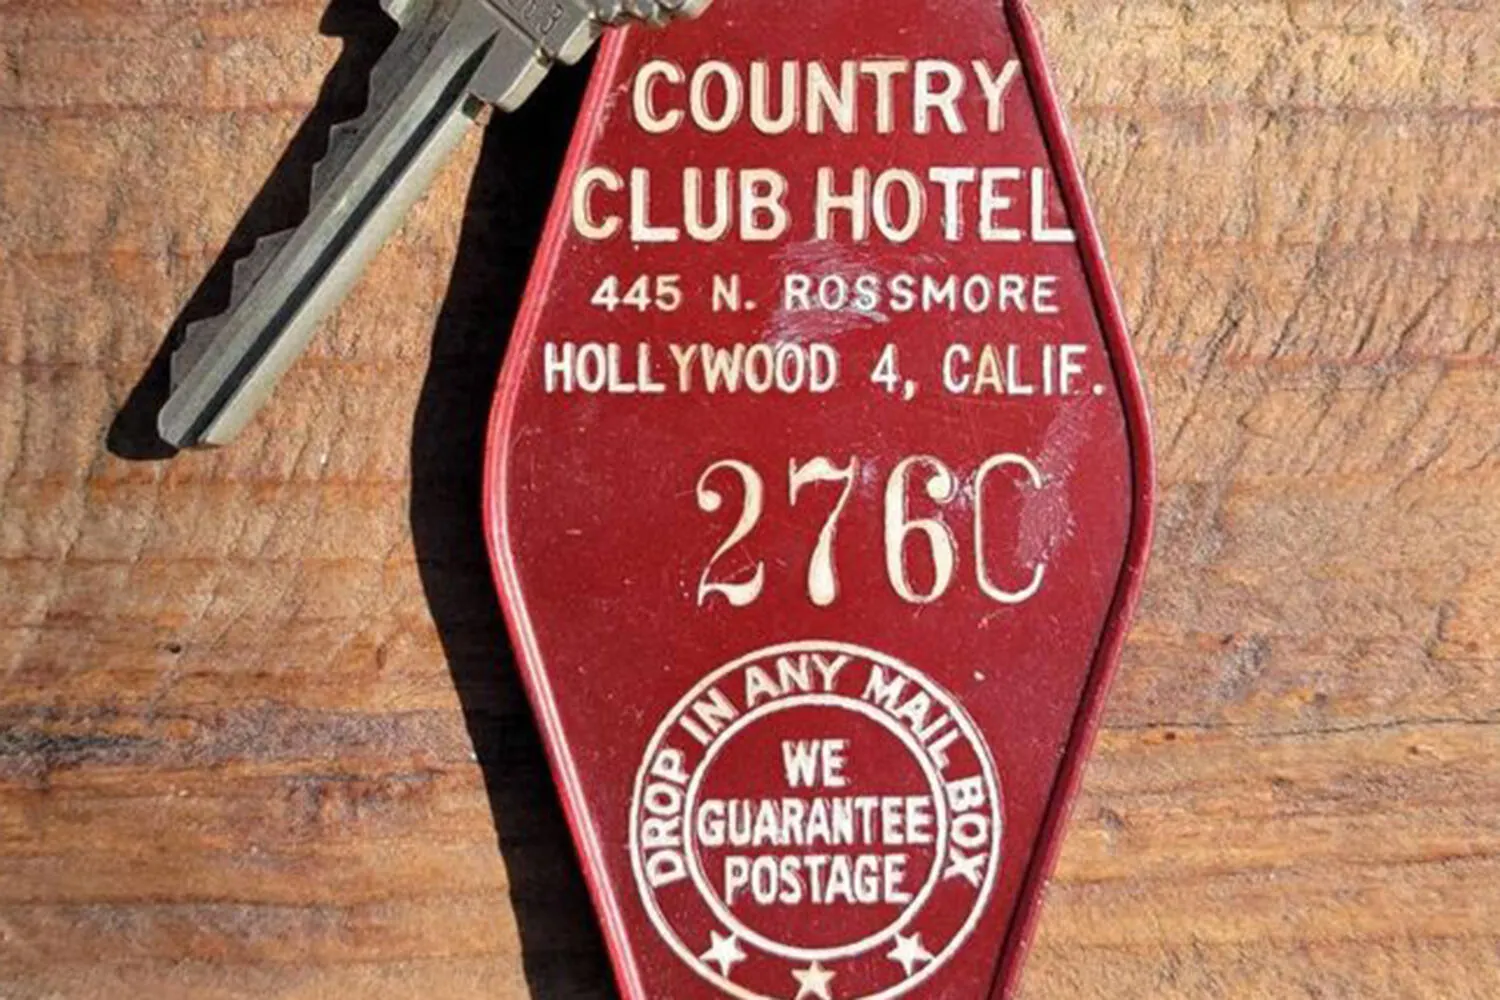 COUNTRY
CLUB HOTEL
445 N. ROSSMORE
HOLLYWOOD 4, CALIF.
276C
DROP IN ANY MAIL BOX
WE
GUARANTEE
POSTAGE